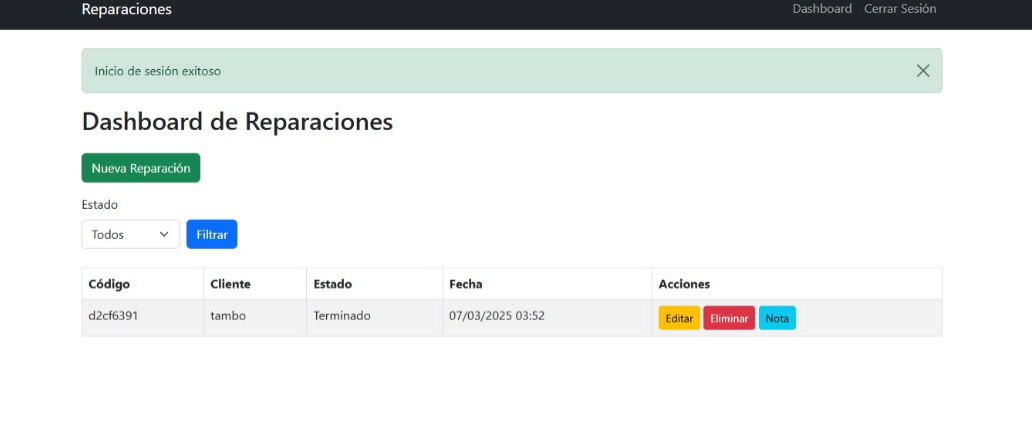 Reparaciones Dashboard Cerrar Sesión
Inicio de sesión exitoso
Dashboard de Reparaciones
Nueva Reparación
Estado
Todos Filtrar
Código Cliente Estado Fecha Acciones
d2cf6391 tambo Terminado 07/03/2025 03:52 Editar Eliminar Nota